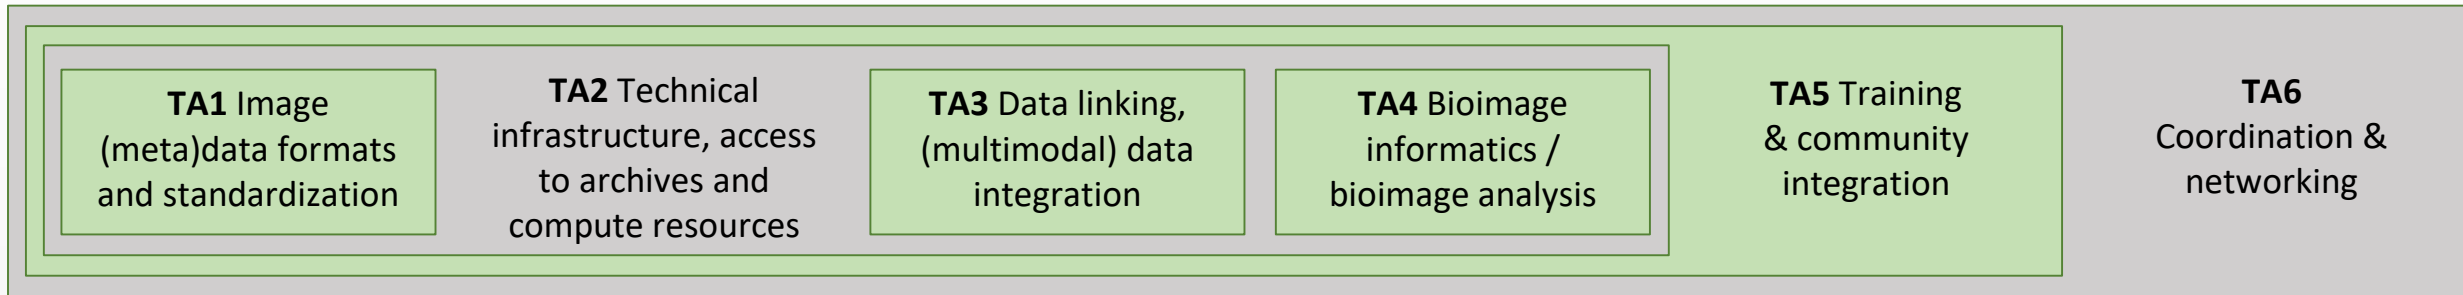 TA1 Image
(meta)data formats
and standardization
TA2 Technical
infrastructure, access
to archives and
compute resources
TA3 Data linking,
(multimodal) data
integration
TA4 Bioimage
informatics /
bioimage analysis
TA5 Training
& community
integration
TA6
Coordination &
networking